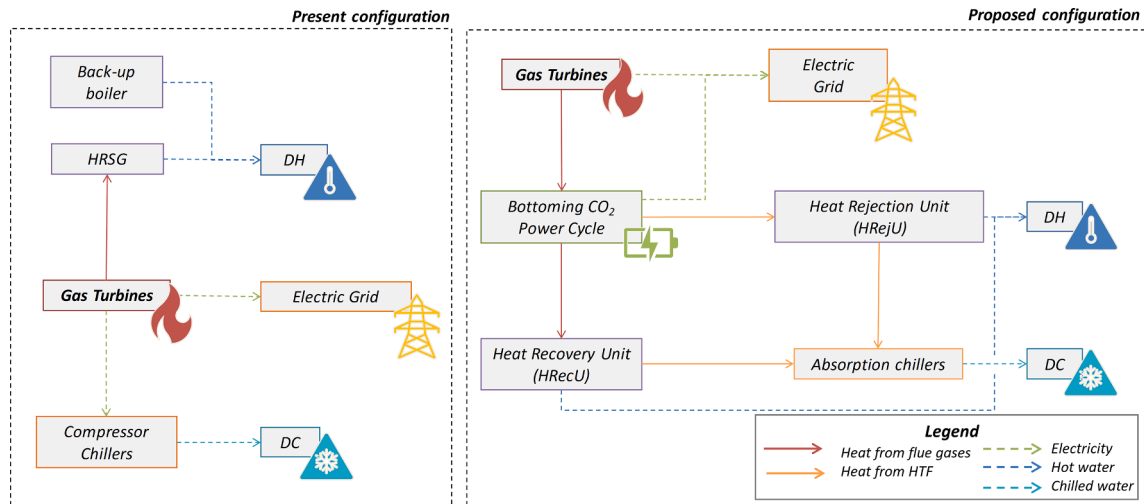 Present configuration
Back-up
boiler
HRSG
DH
Gas Turbines
Electric Grid
Compressor
Chillers
DC
Proposed configuration
Gas Turbines
Electric
Grid
Bottoming CO₂
Power Cycle
Heat Rejection Unit
(HRejU)
DH
Heat Recovery Unit
(HRecU)
Absorption chillers
DC
Legend
Heat from flue gases
Heat from HTF
Electricity
Hot water
Chilled water